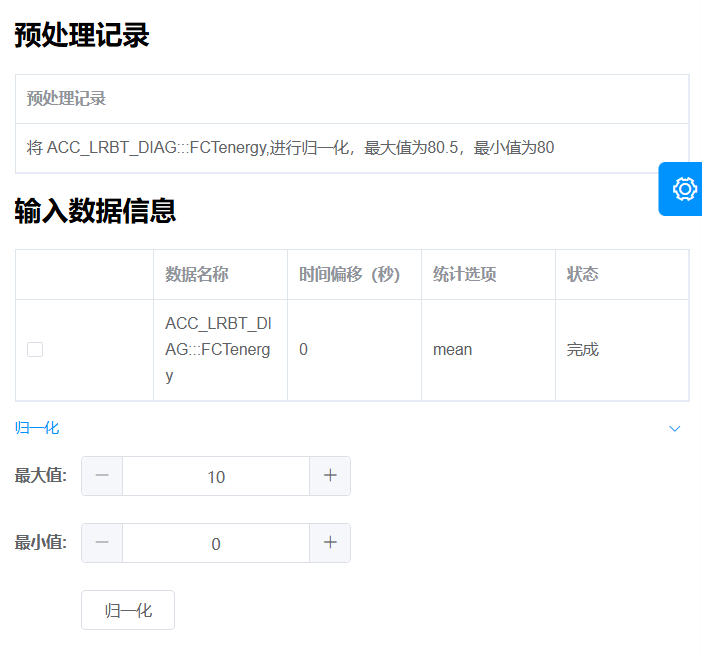 预处理记录
预处理记录
将 ACC_LRBT_DIAG:::FCTenergy,进行归一化，最大值为80.5，最小值为80
输入数据信息
数据名称 时间偏移（秒） 统计选项 状态
ACC_LRBT_DI
AG:::FCTenerg
y
0 mean 完成
归一化
最大值: 10
最小值: 0
归一化